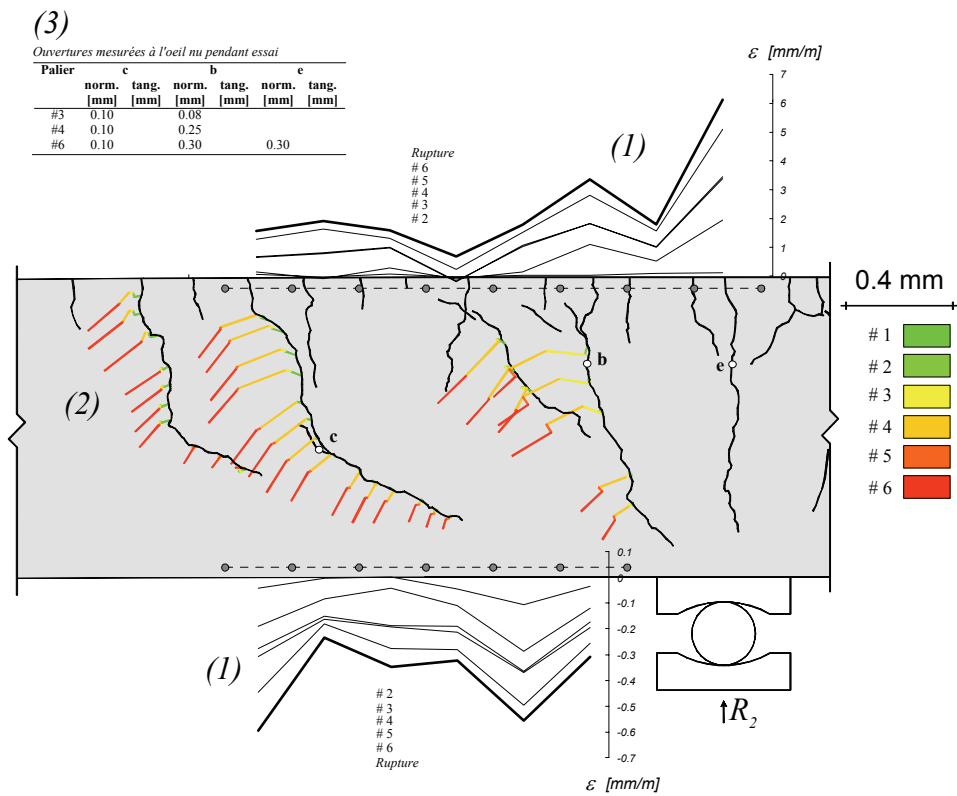 (3)
Ouvertures mesurées à l'oeil nu pendant essai
Palier c b e
norm. tang. norm. tang. norm. tang.
[mm] [mm] [mm] [mm] [mm] [mm]
#3 0.10 0.08
#4 0.10 0.25
#6 0.10 0.30 0.30
ε [mm/m]
7
6
5
4
3
2
1
0
(1)
Rupture
# 6
# 5
# 4
# 3
# 2
0.4 mm
# 1
# 2
# 3
# 4
# 5
# 6
(2)
b
e
c
0.1
0
-0.1
-0.2
-0.3
-0.4
-0.5
-0.6
-0.7
(1)
# 2
# 3
# 4
# 5
# 6
Rupture
R2
ε [mm/m]